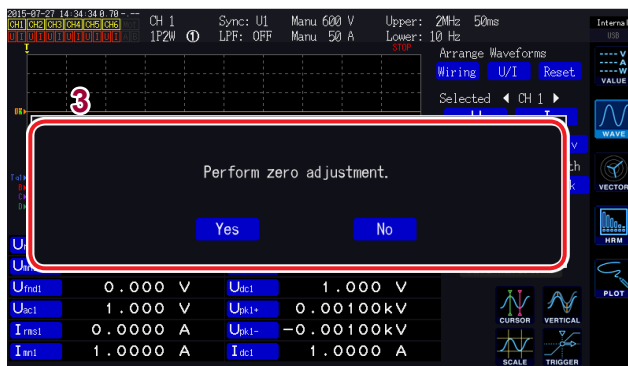 2015-07-27 14:34:34 0.70 -.--
CH 1 Sync: U1 Manu 600 V Upper: 2MHz 50ms Internal
CH1 CH2 CH3 CH4 CH5 CH6
1P2W ① LPF: OFF Manu 50 A Lower: 10 Hz USB
U I U I U I U I U I U I
STOP
T
Arrange Waveforms
Wiring U/I Reset
VALUE
Selected ◀ CH 1 ▶
3
WAVE
Perform zero adjustment.
VECTOR
Yes No
HRM
Ufnd1 0.000 V Udc1 1.000 V
PLOT
Uac1 1.000 V Upk1+ 0.00100kV
CURSOR VERTICAL
Irms1 0.0000 A Upk1- -0.00100kV
Imn1 1.0000 A Idc1 1.0000 A
SCALE TRIGGER